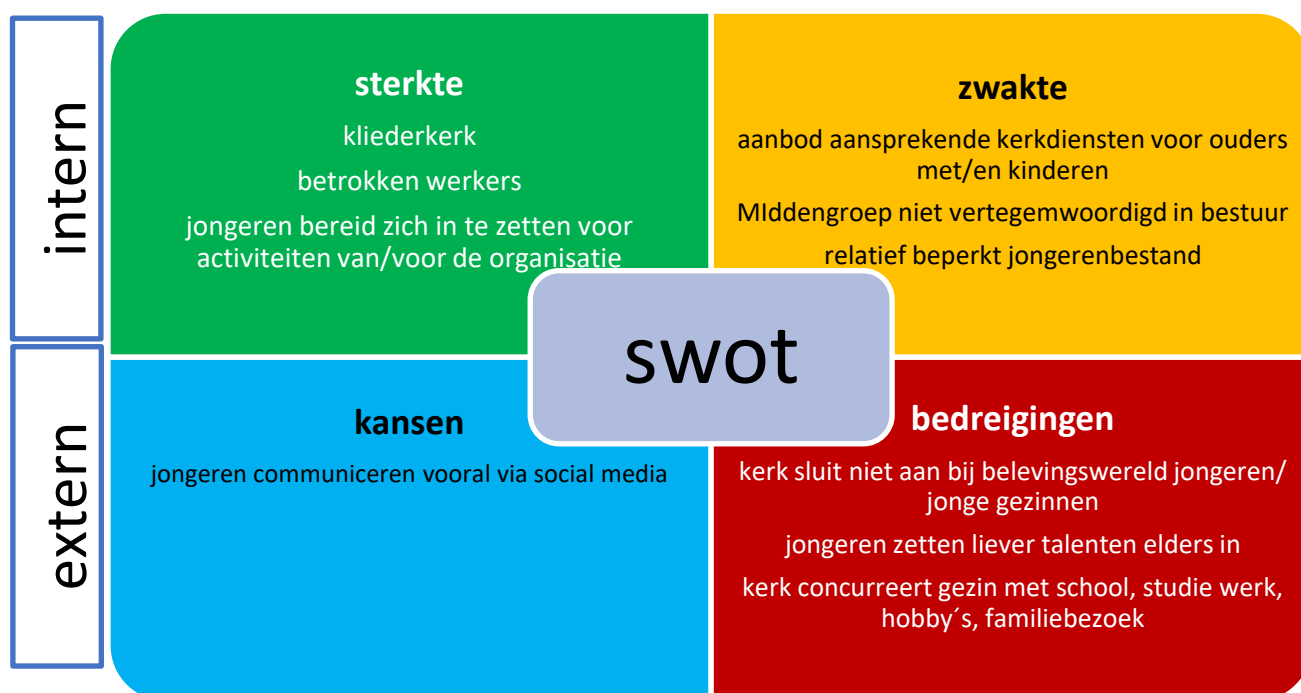 intern
sterkte
kliederkerk
betrokken werkers
jongeren bereid zich in te zetten voor
activiteiten van/voor de organisatie
zwakte
aanbod aansprekende kerkdiensten voor ouders
met/en kinderen
MIddengroep niet vertegemwoordigd in bestuur
relatief beperkt jongerenbestand
swot
extern
kansen
jongeren communiceren vooral via social media
bedreigingen
kerk sluit niet aan bij belevingswereld jongeren/
jonge gezinnen
jongeren zetten liever talenten elders in
kerk concurreert gezin met school, studie werk,
hobby´s, familiebezoek